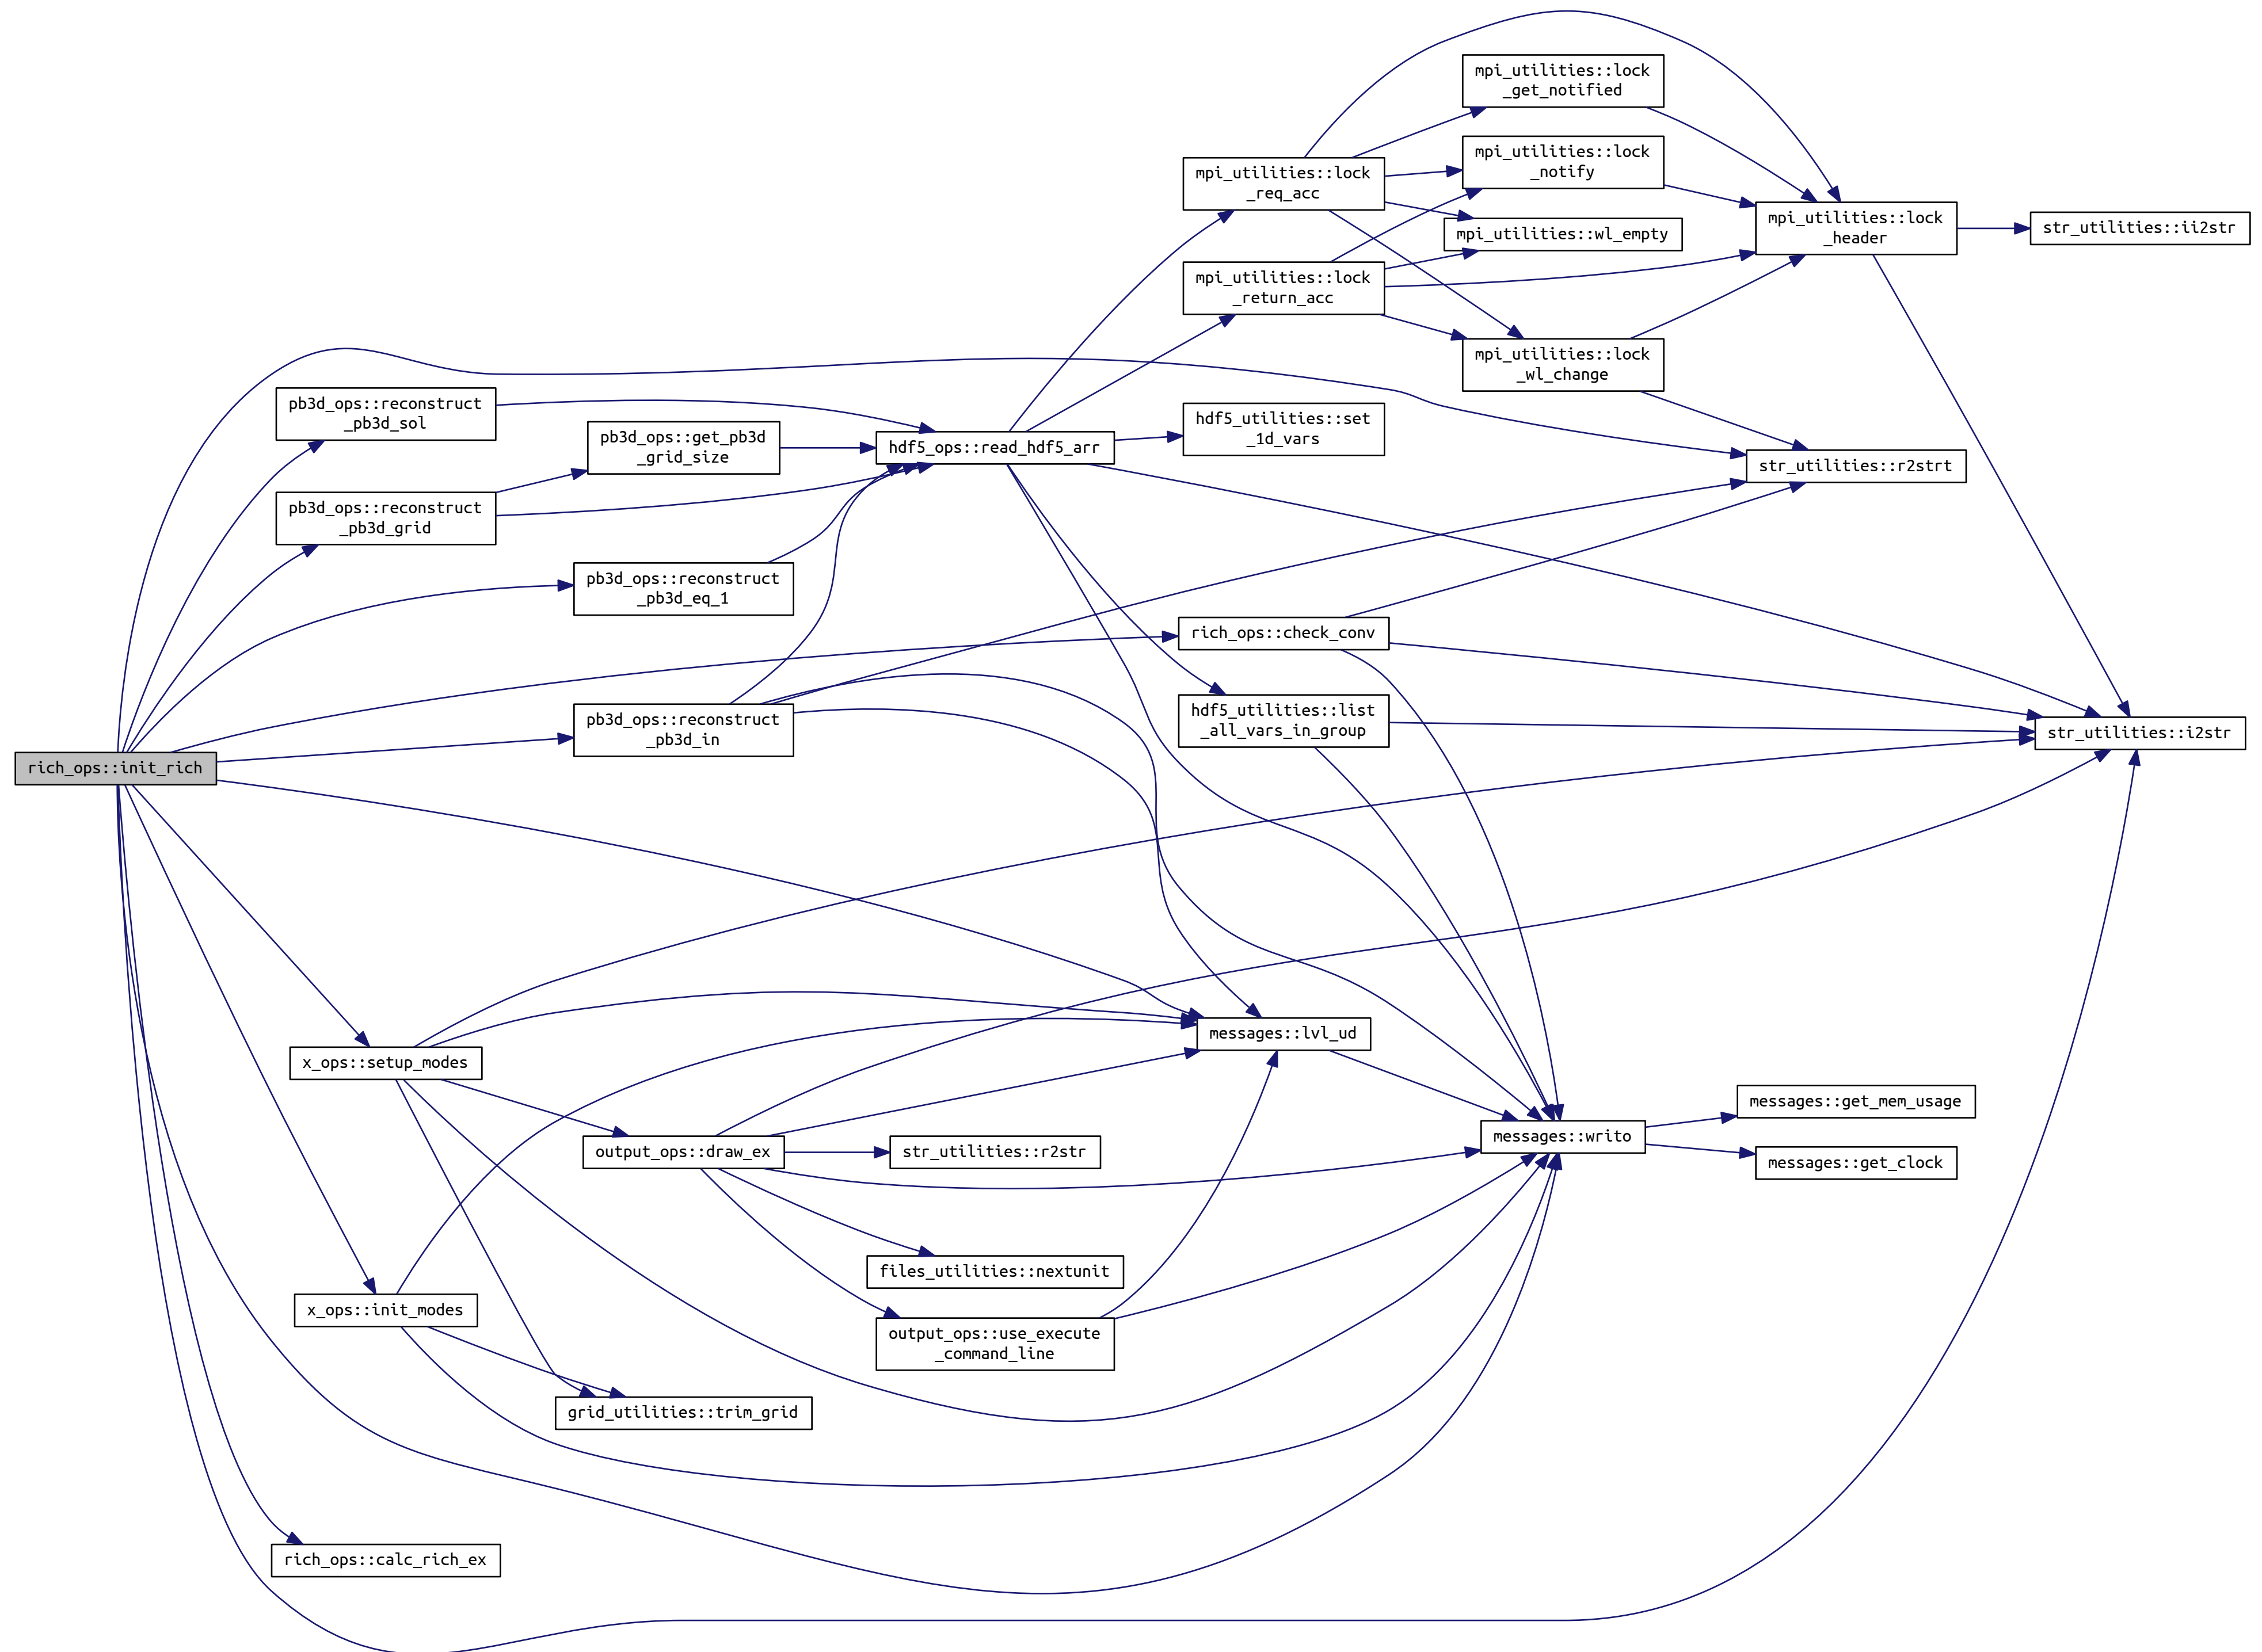 mpi_utilities::lock
_get_notified
mpi_utilities::lock
_notify
mpi_utilities::lock
_req_acc
mpi_utilities::wl_empty
mpi_utilities::lock
_header
str_utilities::ii2str
mpi_utilities::lock
_return_acc
mpi_utilities::lock
_wl_change
pb3d_ops::reconstruct
_pb3d_sol
pb3d_ops::get_pb3d
_grid_size
hdf5_ops::read_hdf5_arr
hdf5_utilities::set
_1d_vars
str_utilities::r2strt
pb3d_ops::reconstruct
_pb3d_grid
pb3d_ops::reconstruct
_pb3d_eq_1
rich_ops::check_conv
pb3d_ops::reconstruct
_pb3d_in
hdf5_utilities::list
_all_vars_in_group
str_utilities::i2str
rich_ops::init_rich
x_ops::setup_modes
messages::lvl_ud
output_ops::draw_ex
str_utilities::r2str
messages::writo
messages::get_mem_usage
messages::get_clock
files_utilities::nextunit
x_ops::init_modes
output_ops::use_execute
_command_line
grid_utilities::trim_grid
rich_ops::calc_rich_ex